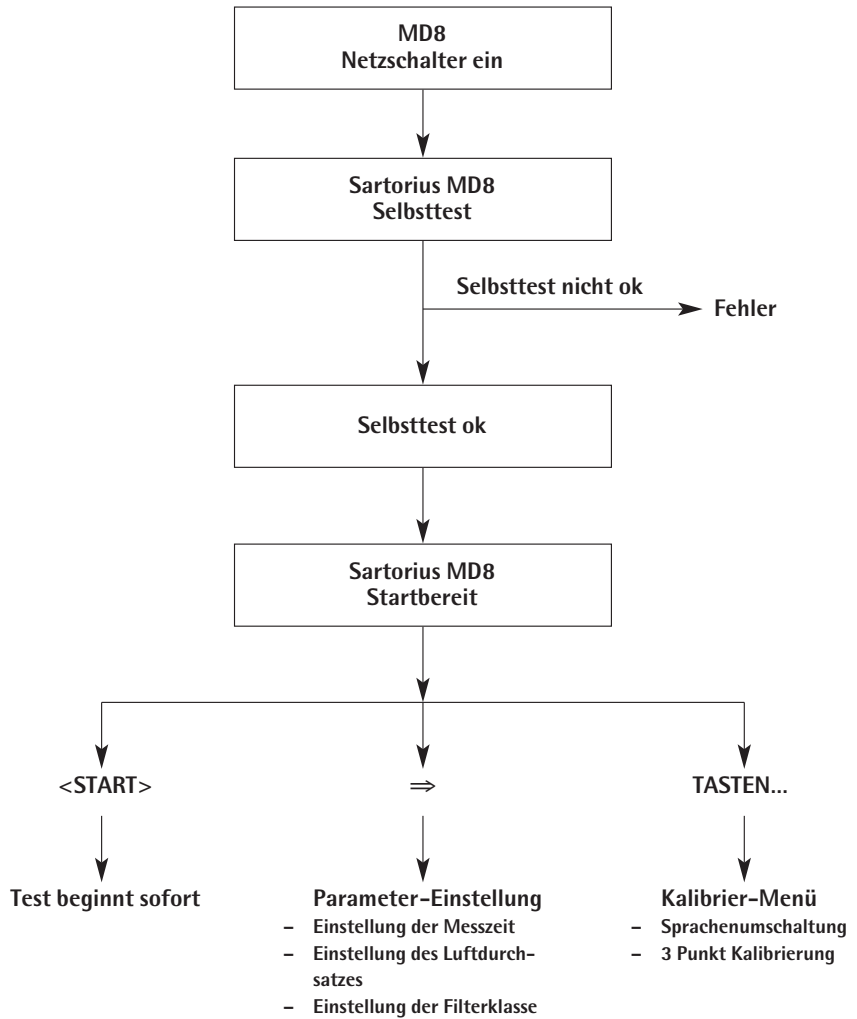 MD8
Netzschalter ein
Sartorius MD8
Selbsttest
Selbsttest nicht ok
Fehler
Selbsttest ok
Sartorius MD8
Startbereit
<START>
⇒
TASTEN...
Test beginnt sofort
Parameter-Einstellung
– Einstellung der Messzeit
– Einstellung des Luftdurch-
satzes
– Einstellung der Filterklasse
Kalibrier-Menü
– Sprachenumschaltung
– 3 Punkt Kalibrierung